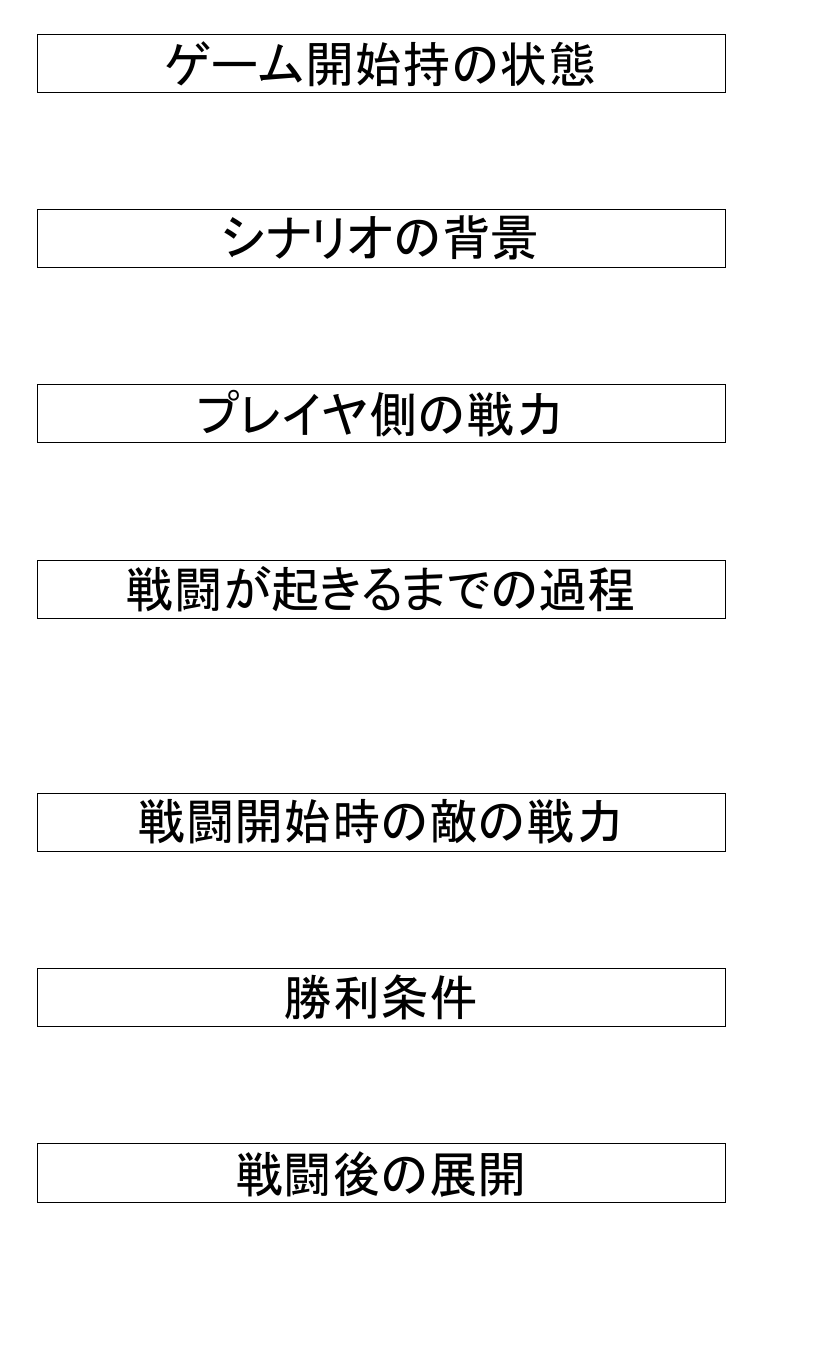 ゲーム開始持の状態
シナリオの背景
プレイヤ側の戦力
戦闘が起きるまでの過程
戦闘開始時の敵の戦力
勝利条件
戦闘後の展開